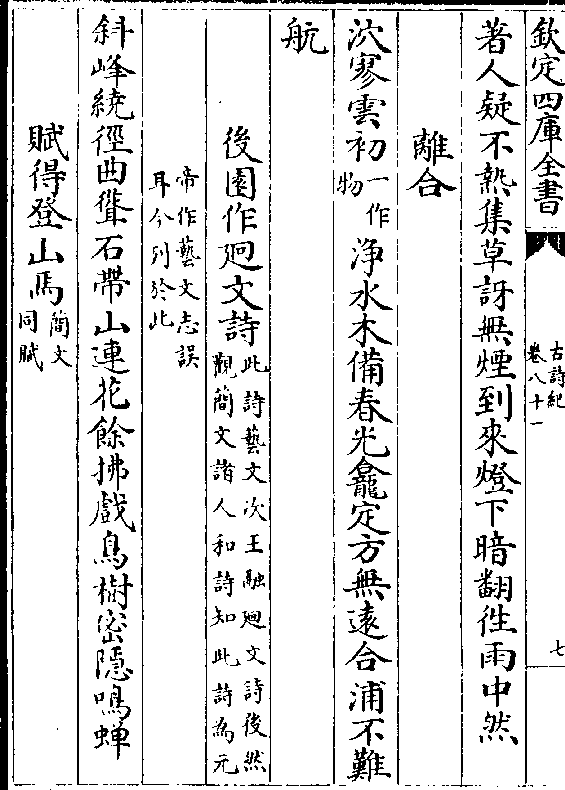 欽定四庫全書
古詩紀
卷八十一
七
著人疑不熱集草訝無煙到來燈下暗翻往雨中然
離合
泬寥雲初一作物淨水木備春光龕定方無遠合浦不難
航
後園作廻文詩此詩藝文次王融廻文詩後然觀簡文諸人和詩知此詩為元
帝作藝文志誤耳今列於此
斜峰繞徑曲聳石帶山連花餘拂戲鳥樹密隱鳴蟬
賦得登山馬簡文同賦